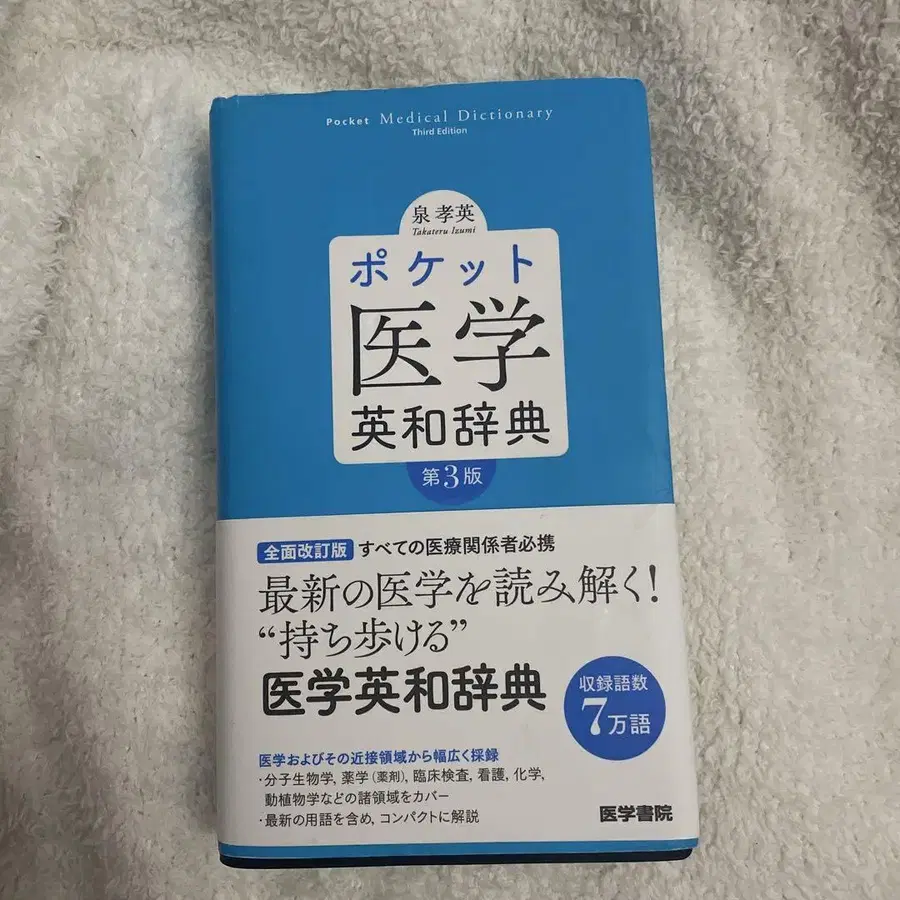 Pocket Medical Dictionary
Third Edition
泉 孝英
Takateru Izumi
ポケット
医学
英和辞典
第3版
全面改訂版 すべての医療関係者必携
最新の医学を読み解く!
“持ち歩ける”
医学英和辞典
収録語数
7万語
医学およびその近接領域から幅広く採録
・分子生物学, 薬学(薬剤), 臨床検査, 看護, 化学,
動植物学などの諸領域をカバー
・最新の用語を含め, コンパクトに解説
医学書院